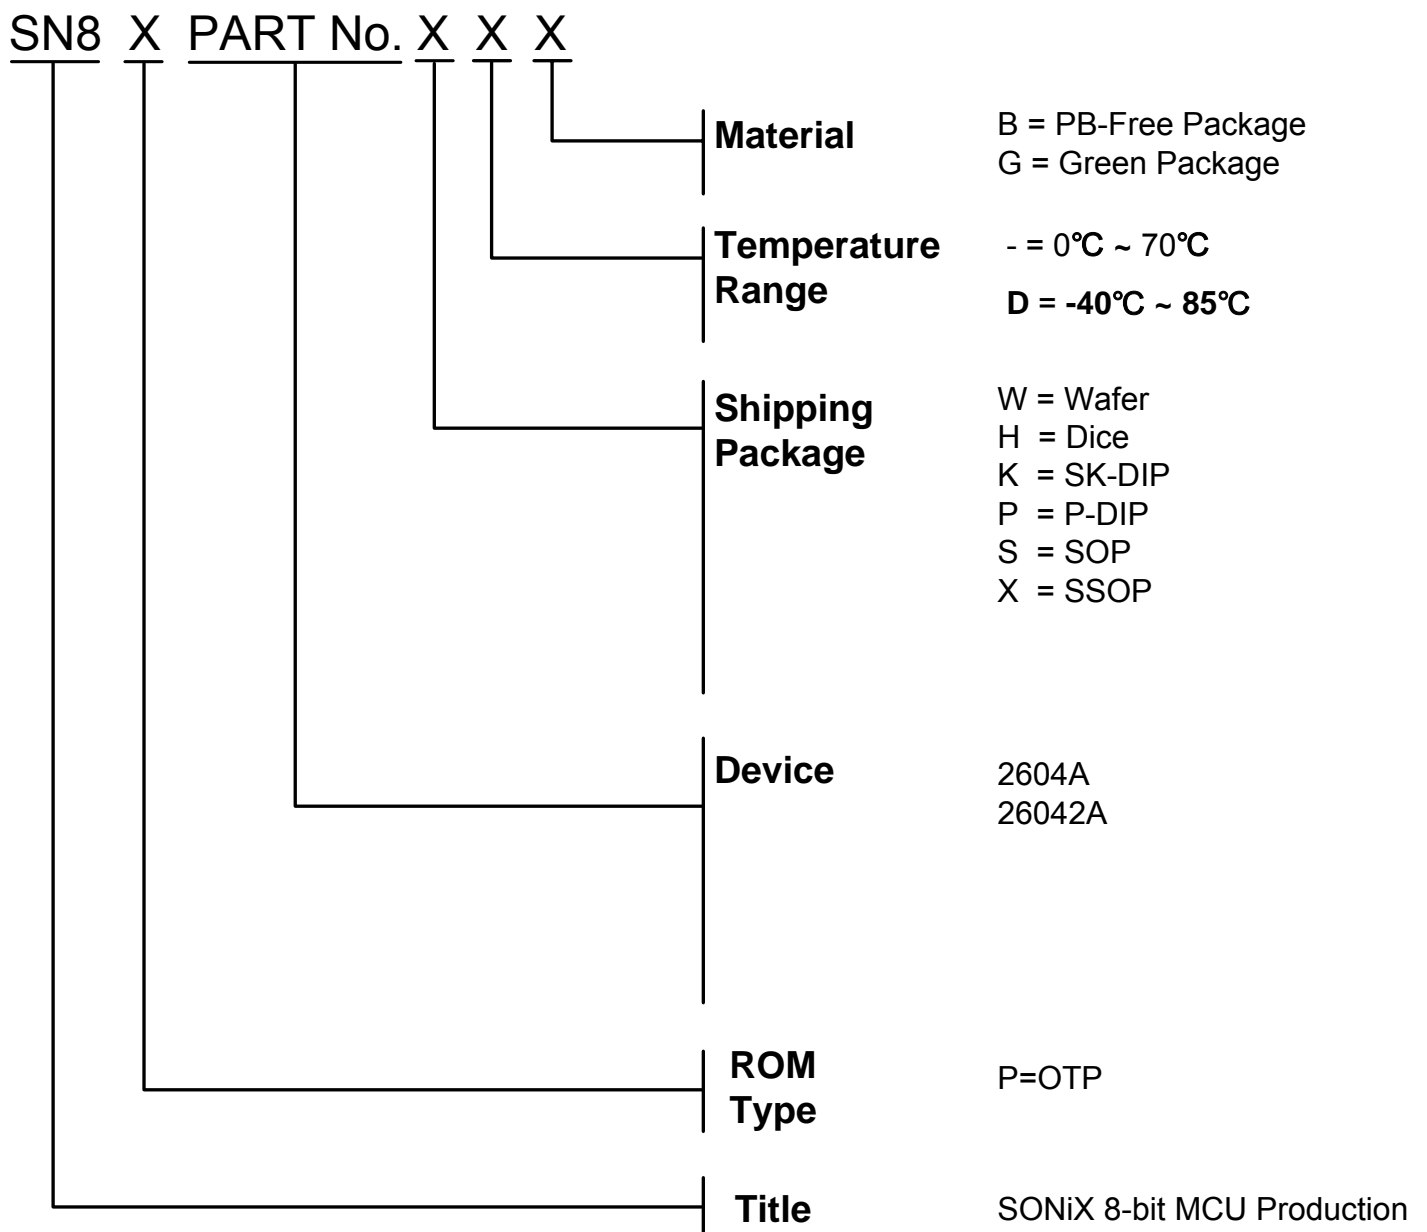 SN8 X PART No. X X X
Material
B = PB-Free Package
G = Green Package
Temperature
Range
- = 0℃ ~ 70℃
D = -40℃ ~ 85℃
Shipping
Package
W = Wafer
H = Dice
K = SK-DIP
P = P-DIP
S = SOP
X = SSOP
Device
2604A
26042A
ROM
Type
P=OTP
Title
SONiX 8-bit MCU Production